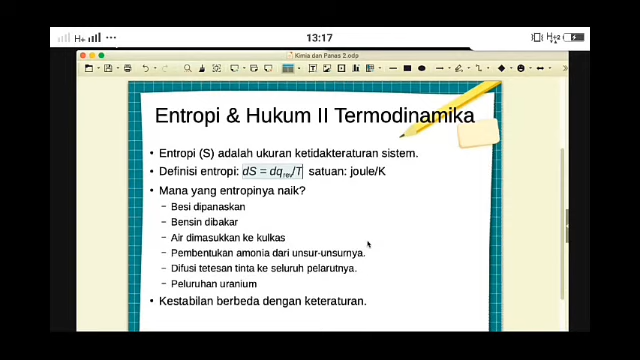 13:17
Kimia dan Panas 2.odp
Entropi & Hukum II Termodinamika
• Entropi (S) adalah ukuran ketidakteraturan sistem.
• Definisi entropi: dS = dqrev/T satuan: joule/K
• Mana yang entropinya naik?
– Besi dipanaskan
– Bensin dibakar
– Air dimasukkan ke kulkas
– Pembentukan amonia dari unsur-unsurnya.
– Difusi tetesan tinta ke seluruh pelarutnya.
– Peluruhan uranium
• Kestabilan berbeda dengan keteraturan.